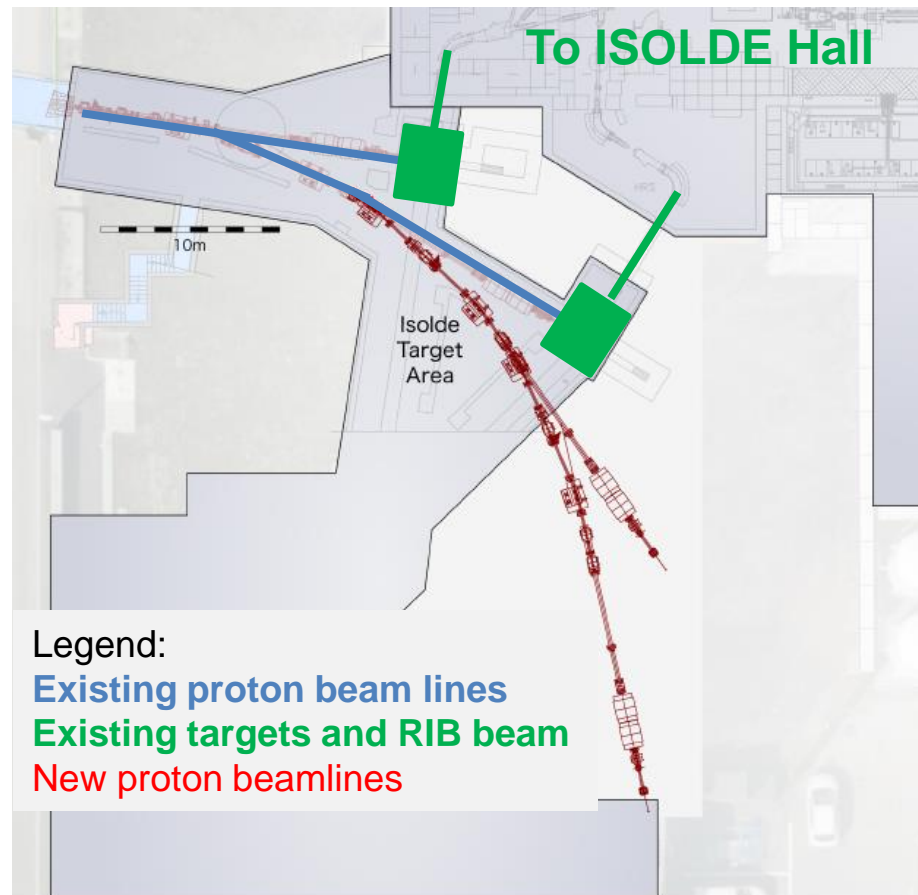 To ISOLDE Hall
HRS
10m
Isolde
Target
Area
Legend:
Existing proton beam lines
Existing targets and RIB beam
New proton beamlines